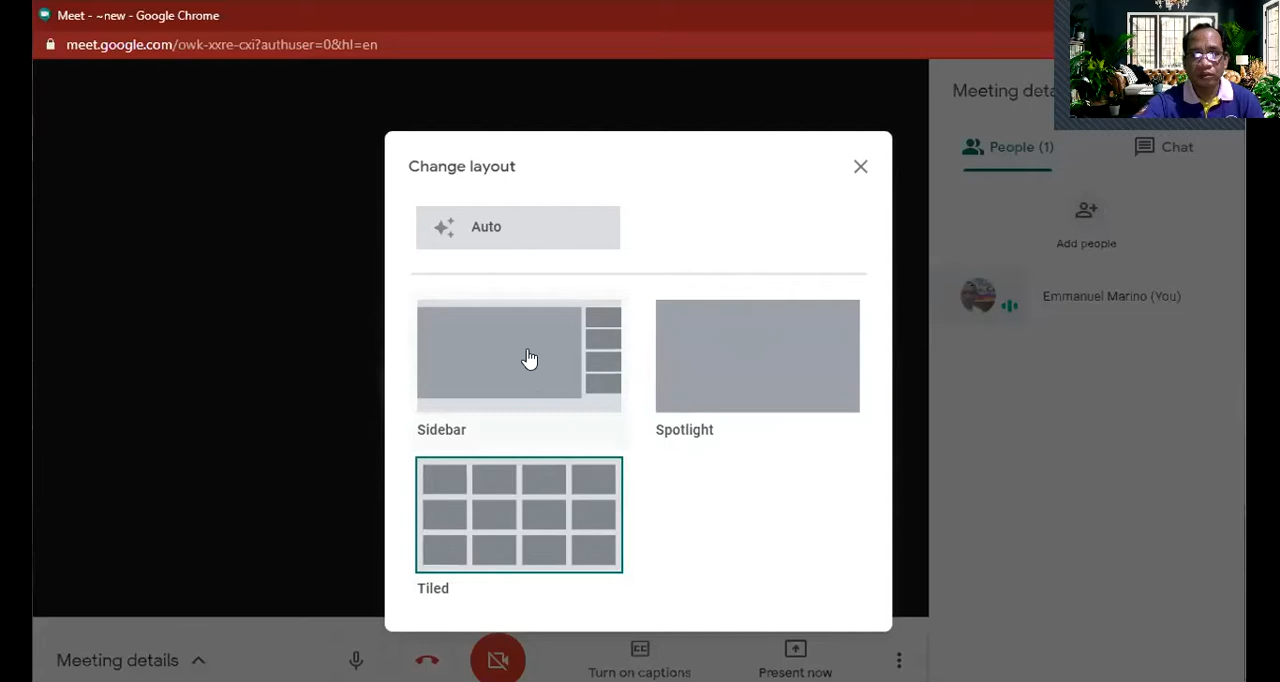 Meet - ~new - Google Chrome
meet.google.com/owk-xxre-cxi?authuser=0&hl=en
Meeting deta
People (1)
Chat
Add people
Emmanuel Marino (You)
Change layout
Auto
Sidebar
Spotlight
Tiled
Meeting details
CC
Turn on captions
Present now